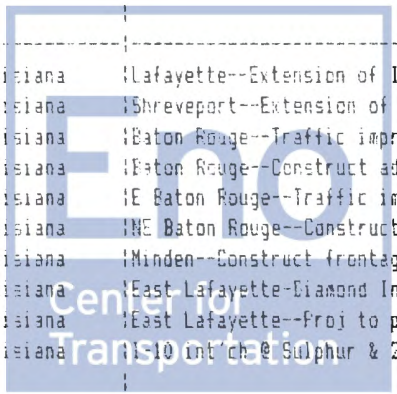 isiana |Lafayette--Extension of I
isiana |Shreveport--Extension of
isiana |Baton Rouge--Traffic impr
isiana |Baton Rouge--Construct ad
isiana |E Baton Rouge--Traffic im
isiana |NE Baton Rouge--Construct
isiana |Minden--Construct frontag
isiana |East Lafayette-Diamond In
isiana |East Lafayette--Proj to p
isiana |I-10 int'ch @ Sulphur & 2
Eno
Center for
Transportation